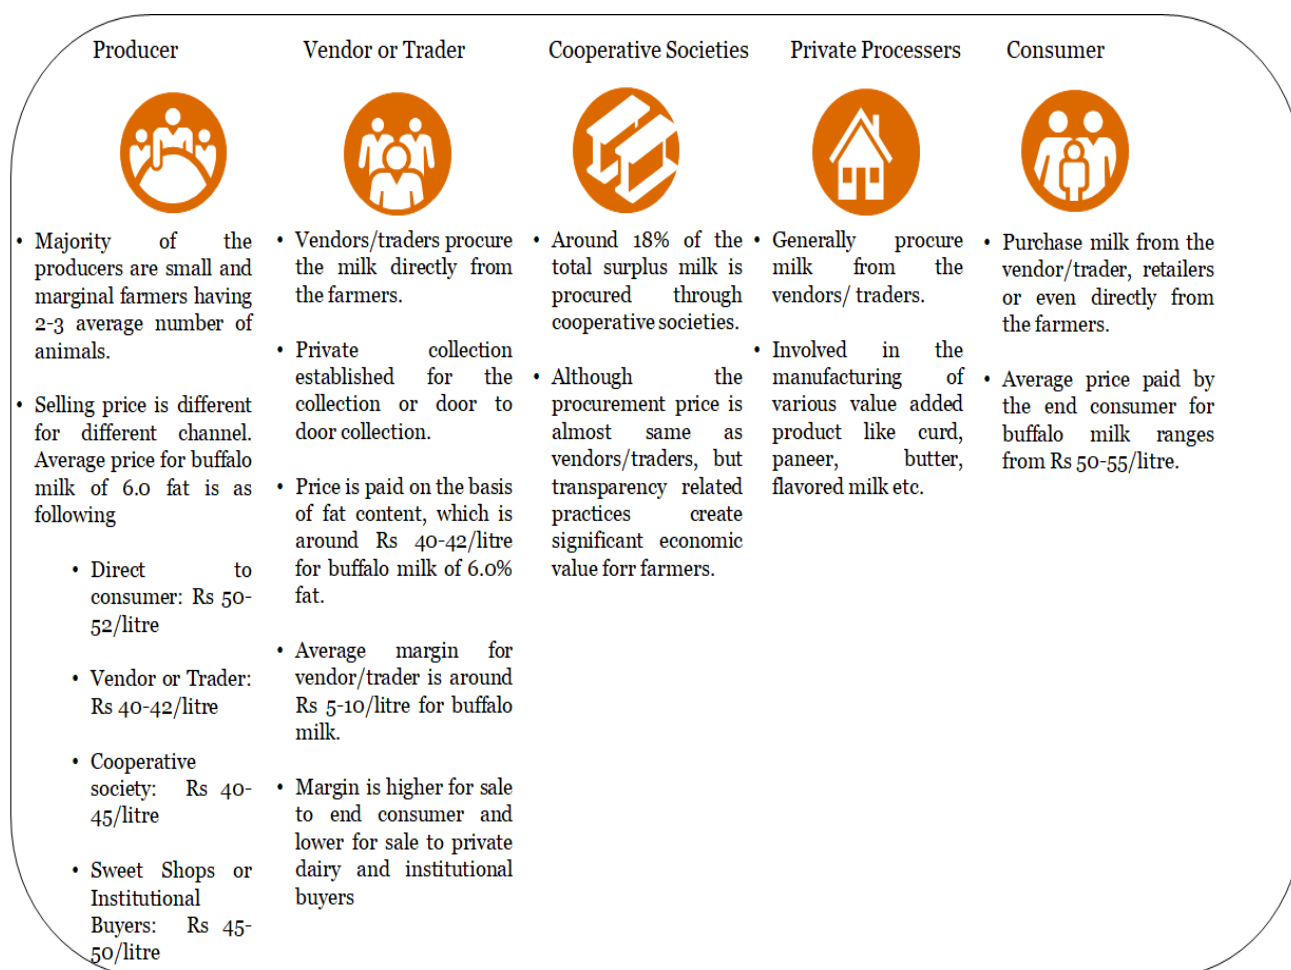 Producer
Vendor or Trader
Cooperative Societies
Private Processers
Consumer
• Majority of the
producers are small and
marginal farmers having
2-3 average number of
animals.
• Selling price is different
for different channel.
Average price for buffalo
milk of 6.0 fat is as
following
• Direct to
consumer: Rs 50-
52/litre
• Vendor or Trader:
Rs 40-42/litre
• Cooperative
society: Rs 40-
45/litre
• Sweet Shops or
Institutional
Buyers: Rs 45-
50/litre
• Vendors/traders procure
the milk directly from
the farmers.
• Private collection
established for the
collection or door to
door collection.
• Price is paid on the basis
of fat content, which is
around Rs 40-42/litre
for buffalo milk of 6.0%
fat.
• Average margin for
vendor/trader is around
Rs 5-10/litre for buffalo
milk.
• Margin is higher for sale
to end consumer and
lower for sale to private
dairy and institutional
buyers
• Around 18% of the
total surplus milk is
procured through
cooperative societies.
• Although the
procurement price is
almost same as
vendors/traders, but
transparency related
practices create
significant economic
value forr farmers.
• Generally procure
milk from the
vendors/ traders.
• Involved in the
manufacturing of
various value added
product like curd,
paneer, butter,
flavored milk etc.
• Purchase milk from the
vendor/trader, retailers
or even directly from
the farmers.
• Average price paid by
the end consumer for
buffalo milk ranges
from Rs 50-55/litre.